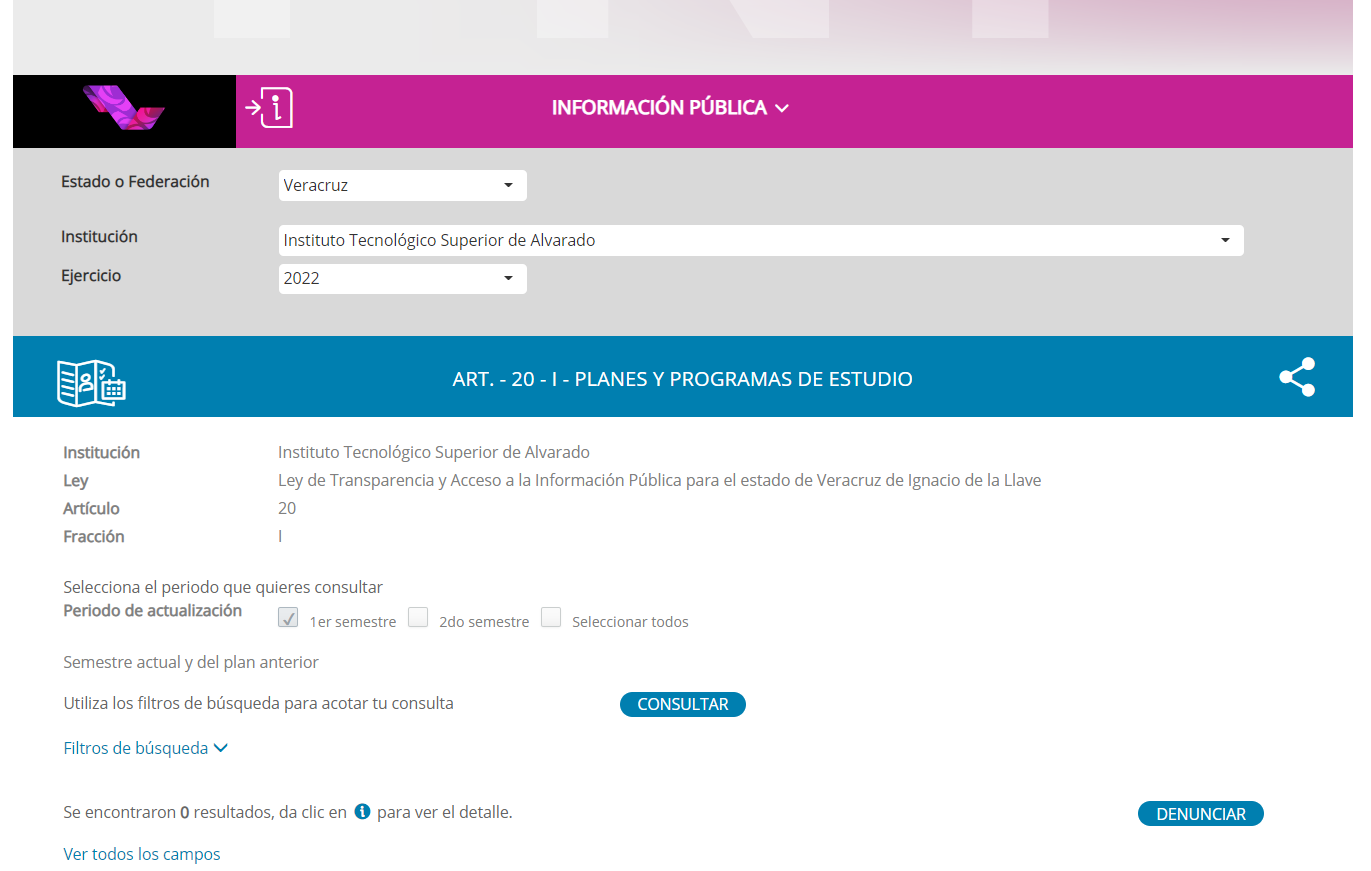 INFORMACIÓN PÚBLICA
Estado o Federación Veracruz
Institución Instituto Tecnológico Superior de Alvarado
Ejercicio 2022
ART. - 20 - I - PLANES Y PROGRAMAS DE ESTUDIO
Institución Instituto Tecnológico Superior de Alvarado
Ley Ley de Transparencia y Acceso a la Información Pública para el estado de Veracruz de Ignacio de la Llave
Artículo 20
Fracción I
Selecciona el periodo que quieres consultar
Periodo de actualización 1er semestre 2do semestre Seleccionar todos
Semestre actual y del plan anterior
Utiliza los filtros de búsqueda para acotar tu consulta CONSULTAR
Filtros de búsqueda
Se encontraron 0 resultados, da clic en i para ver el detalle. DENUNCIAR
Ver todos los campos